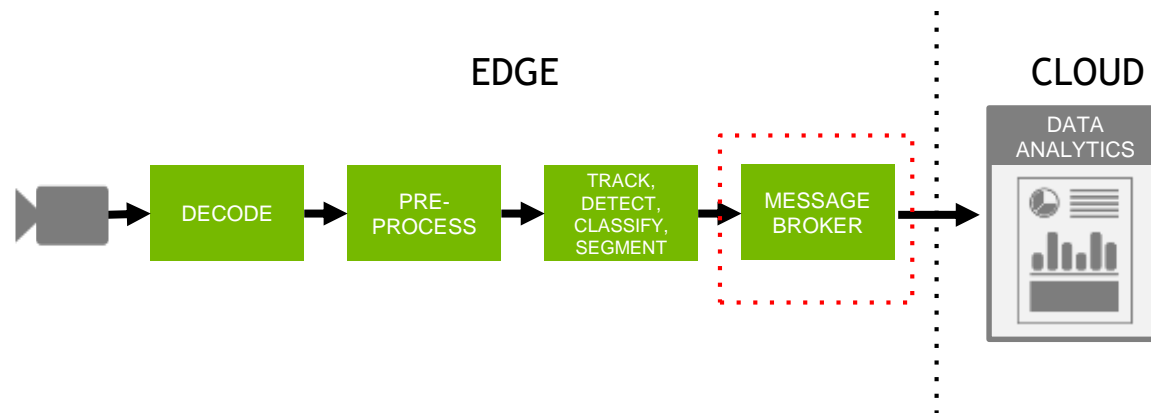 EDGE
CLOUD
DECODE
PRE-
PROCESS
TRACK,
DETECT,
CLASSIFY,
SEGMENT
MESSAGE
BROKER
DATA
ANALYTICS